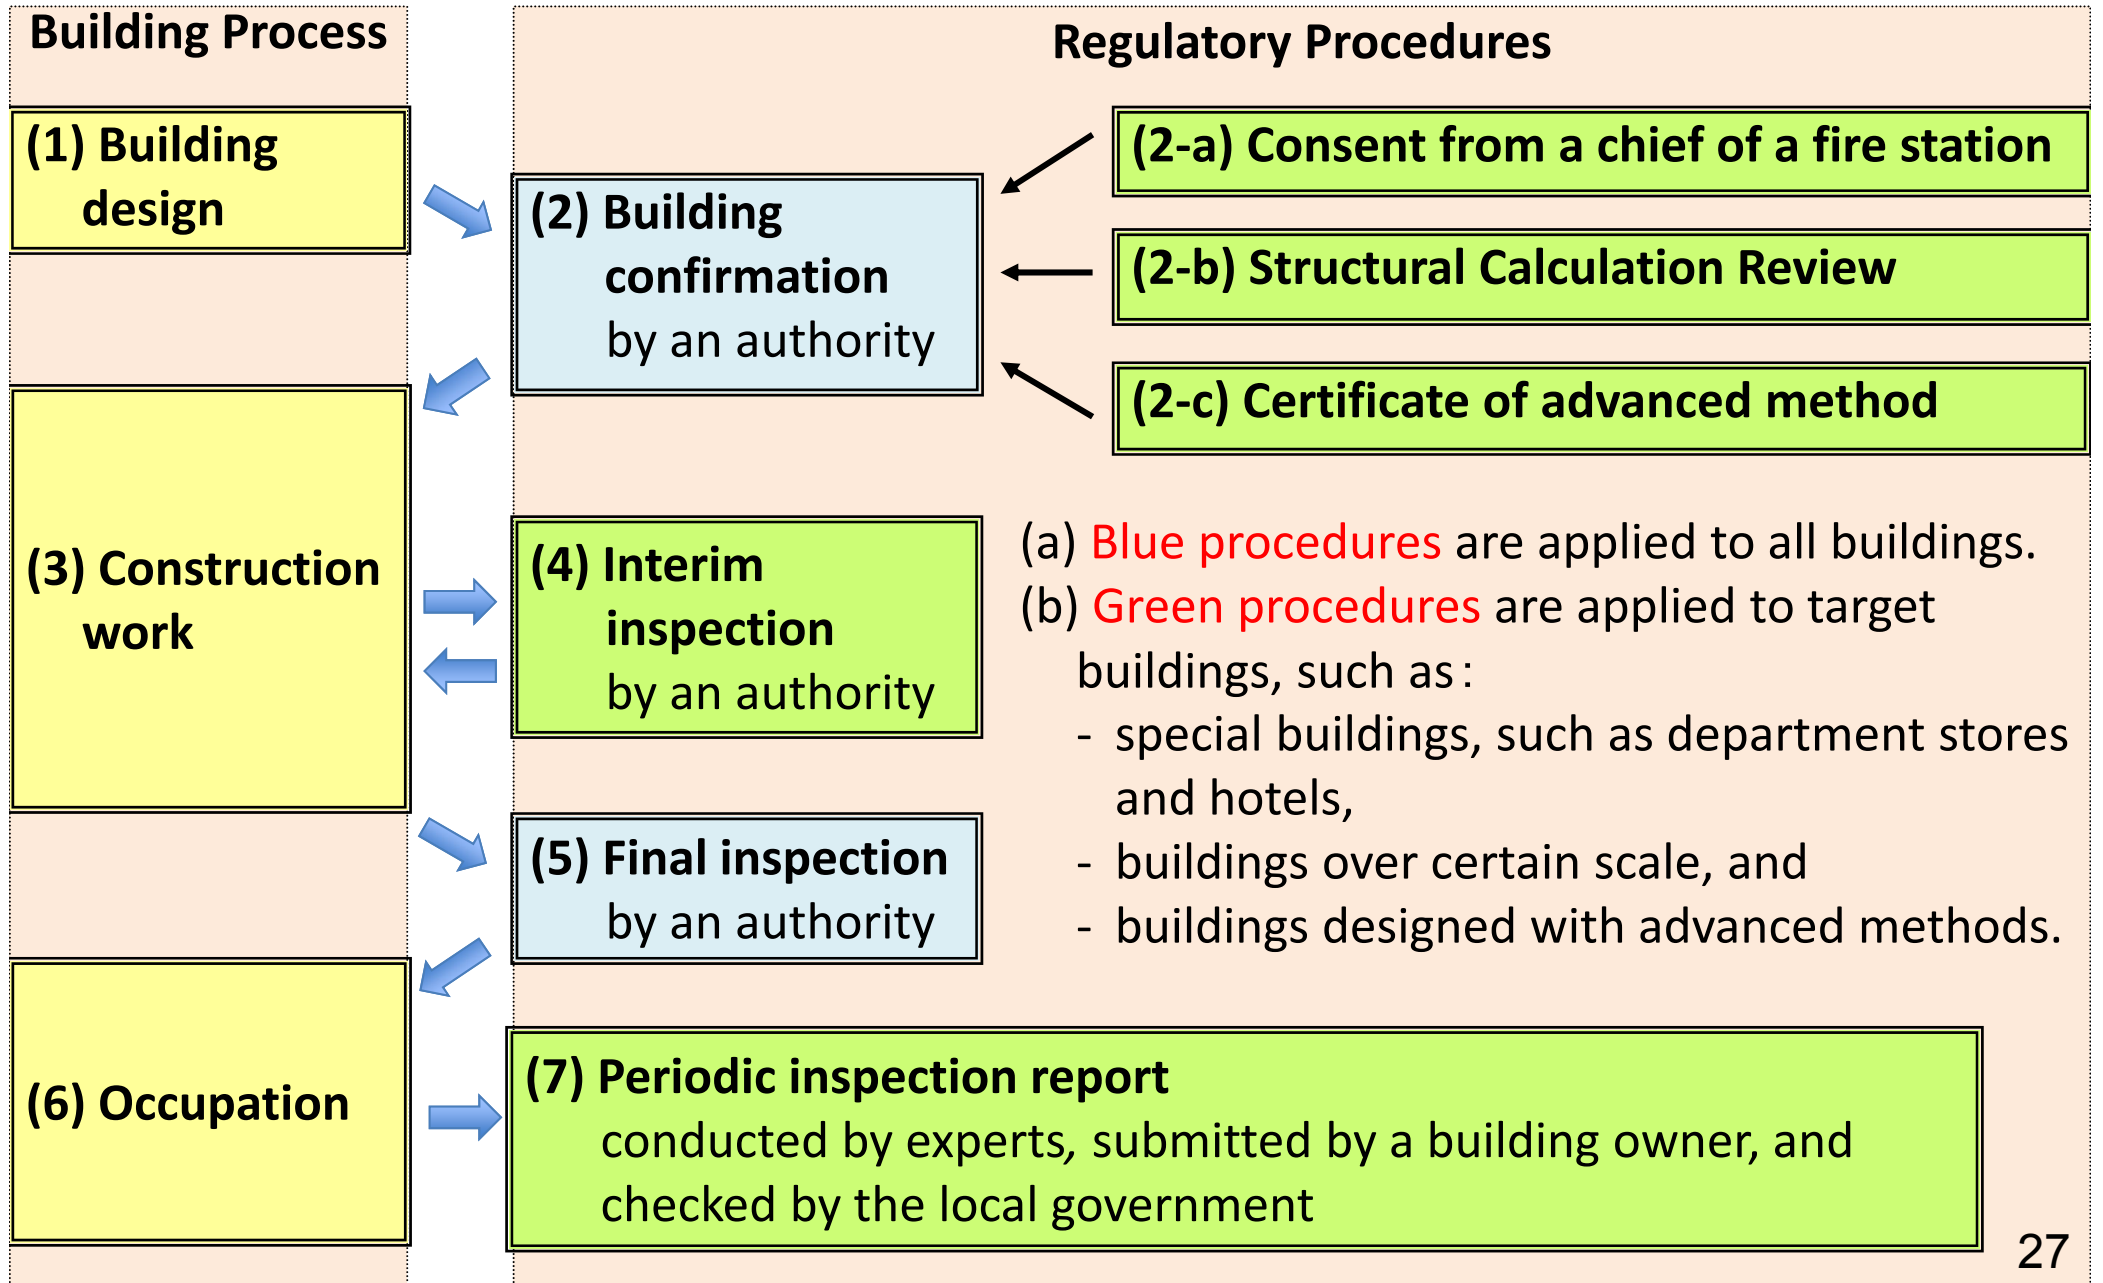 Building Process
Regulatory Procedures
(1) Building
design
(2) Building
confirmation
by an authority
(2-a) Consent from a chief of a fire station
(2-b) Structural Calculation Review
(2-c) Certificate of advanced method
(3) Construction
work
(4) Interim
inspection
by an authority
(a) Blue procedures are applied to all buildings.
(b) Green procedures are applied to target
buildings, such as:
- special buildings, such as department stores
and hotels,
- buildings over certain scale, and
- buildings designed with advanced methods.
(5) Final inspection
by an authority
(6) Occupation
(7) Periodic inspection report
conducted by experts, submitted by a building owner, and
checked by the local government
27